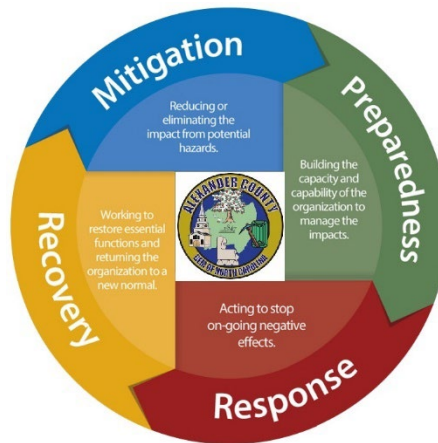 Mitigation
Reducing or
eliminating the
impact from potential
hazards.
Preparedness
Building the
capacity and
capability of the
organization to
manage the
impacts.
Response
Acting to stop
on-going negative
effects.
Recovery
Working to
restore essential
functions and
returning the
organization to a
new normal.
ALEXANDER COUNTY